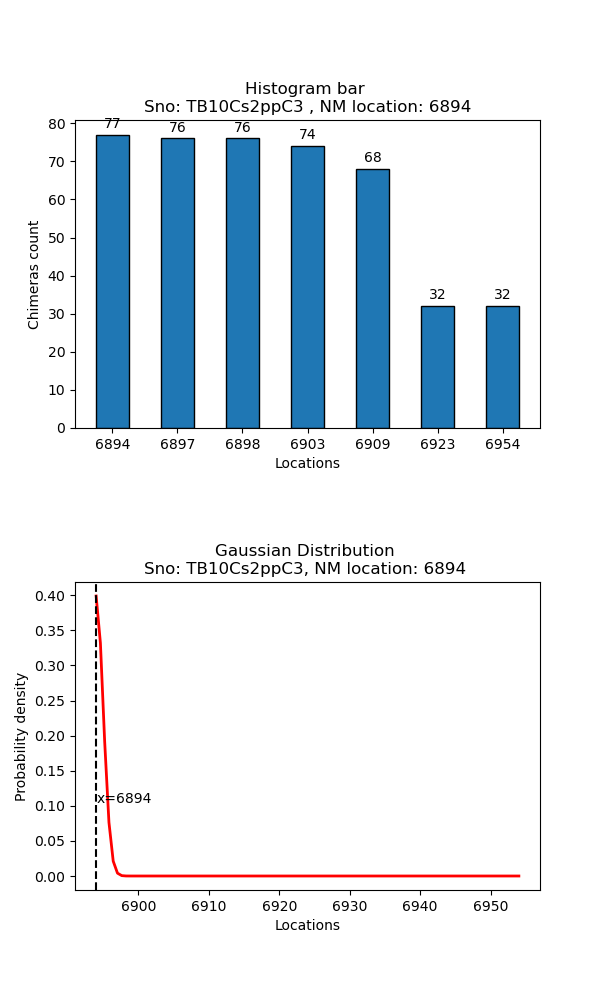 Histogram bar
Sno: TB10Cs2ppC3 , NM location: 6894
77 76 76 74 68 32 32
80
70
60
50
40
30
20
10
0
Chimeras count
6894 6897 6898 6903 6909 6923 6954
Locations
Gaussian Distribution
Sno: TB10Cs2ppC3, NM location: 6894
0.40
0.35
0.30
0.25
0.20
0.15
0.10
0.05
0.00
Probability density
x=6894
6900 6910 6920 6930 6940 6950
Locations